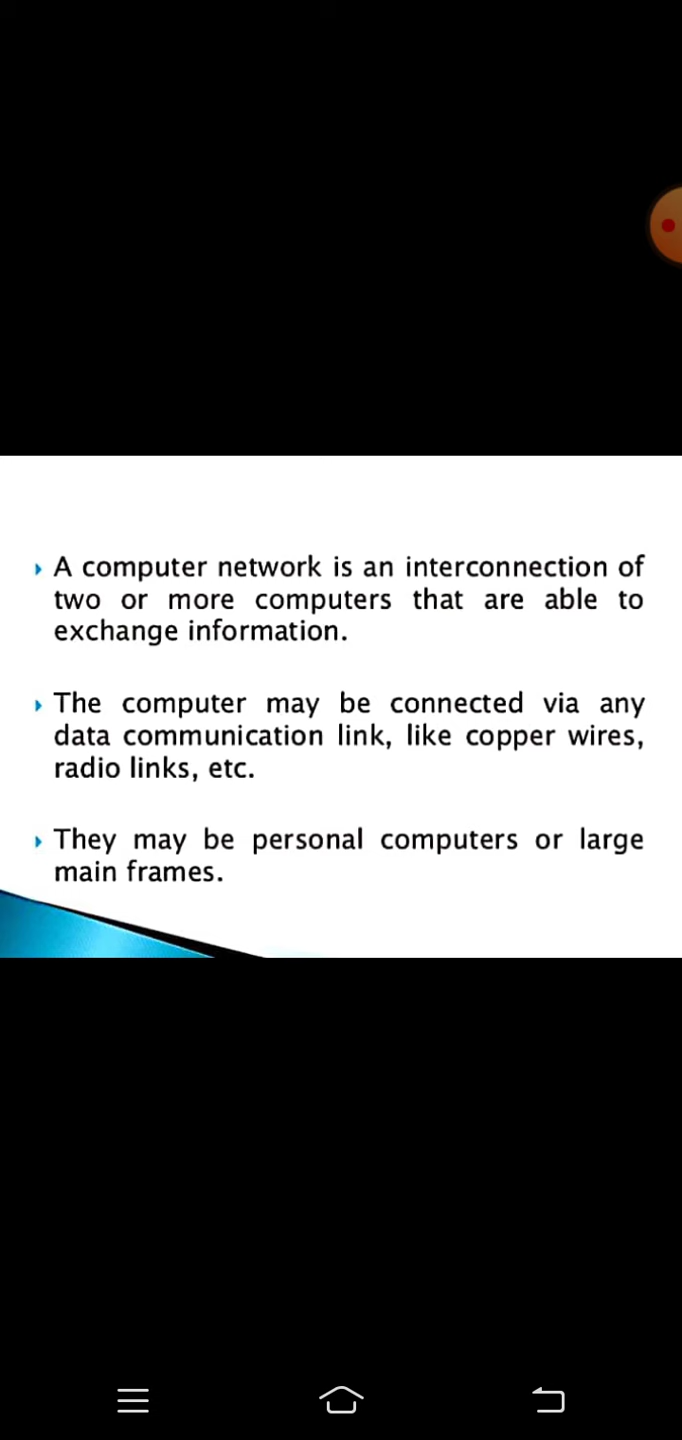 A computer network is an interconnection of
two or more computers that are able to
exchange information.
The computer may be connected via any
data communication link, like copper wires,
radio links, etc.
They may be personal computers or large
main frames.